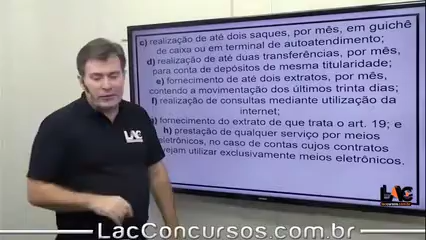 c) realização de até dois saques, por mês, em guichê
de caixa ou em terminal de autoatendimento;
d) realização de até duas transferências, por mês,
para conta de depósitos de mesma titularidade;
e) fornecimento de até dois extratos, por mês,
contendo a movimentação dos últimos trinta dias;
f) realização de consultas mediante utilização da
internet;
fornecimento do extrato de que trata o art. 19; e
h) prestação de qualquer serviço por meios
eletrônicos, no caso de contas cujos contratos
utilizar exclusivamente meios eletrônicos.
LAC
CONCURSOS
LAC
LacConcursos.com.br